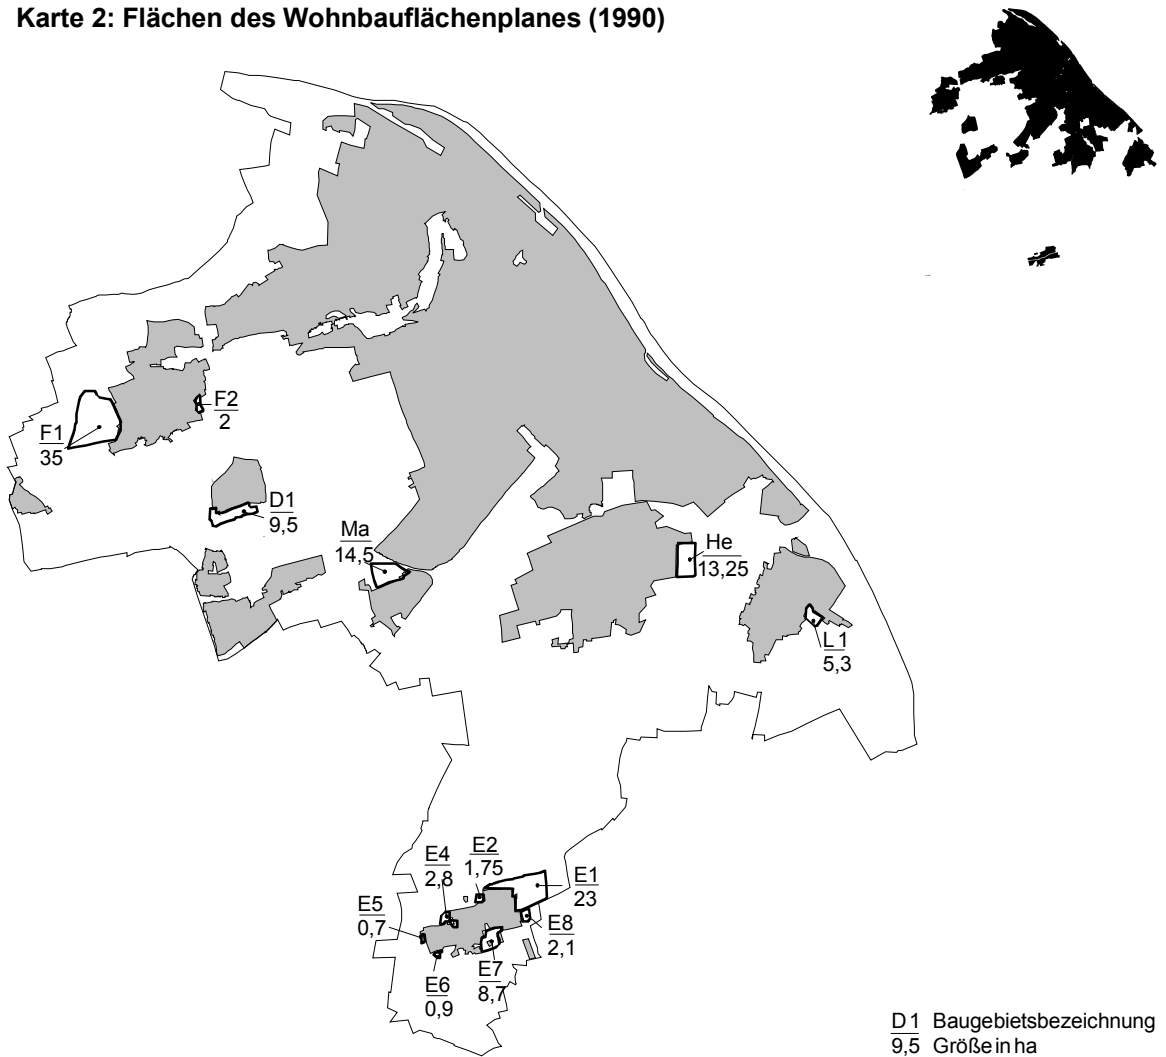 Karte 2: Flächen des Wohnbauflächenplanes (1990)
F2
2
F1
35
D1
9,5
Ma
14,5
He
13,25
L1
5,3
E2
1,75
E4
2,8
E1
23
E5
0,7
E8
2,1
E7
8,7
E6
0,9
D1 Baugebietsbezeichnung
9,5 Größe in ha